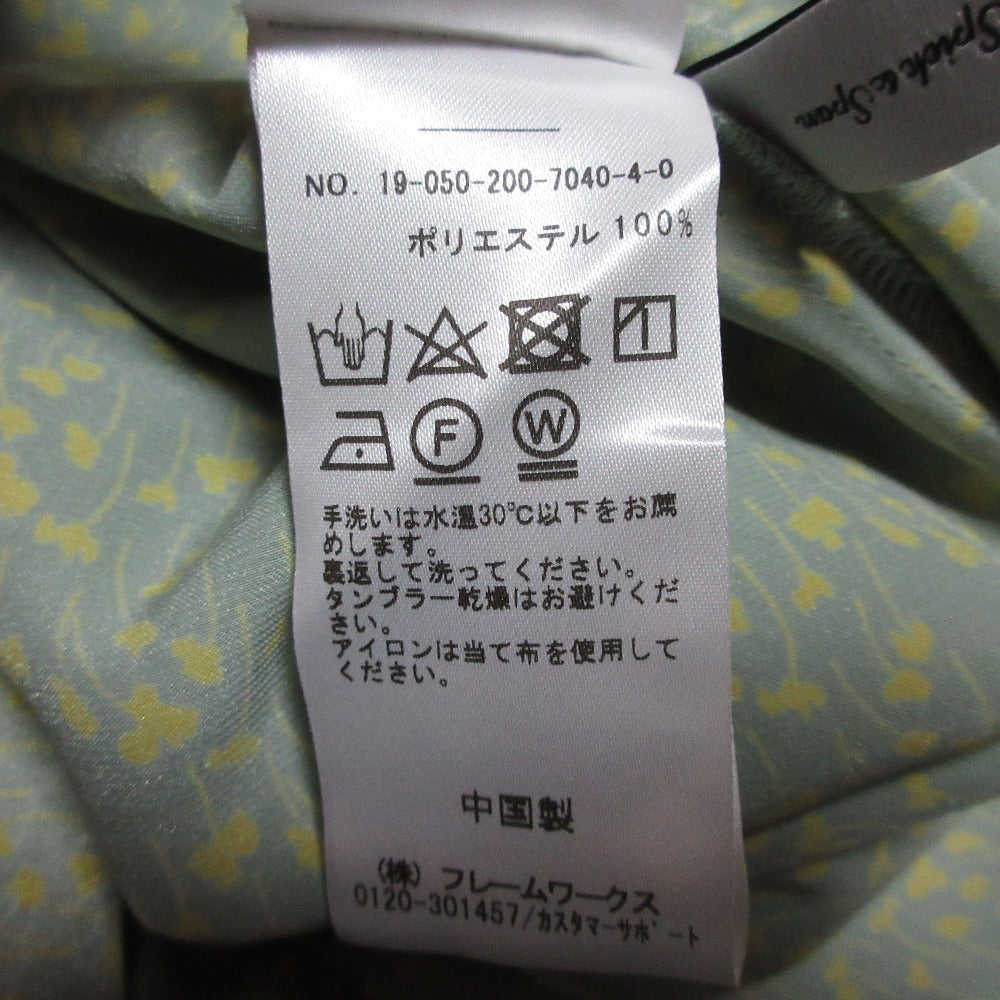 Spick & Span
NO. 19-050-200-7040-4-0
ポリエステル 100%
F
W
手洗いは水温30℃以下をお薦
めします。
裏返して洗ってください。
タンブラー乾燥はお避けくだ
さい。
アイロンは当て布を使用して
ください。
中国製
(株) フレームワークス
0120-301457/カスタマーサポート